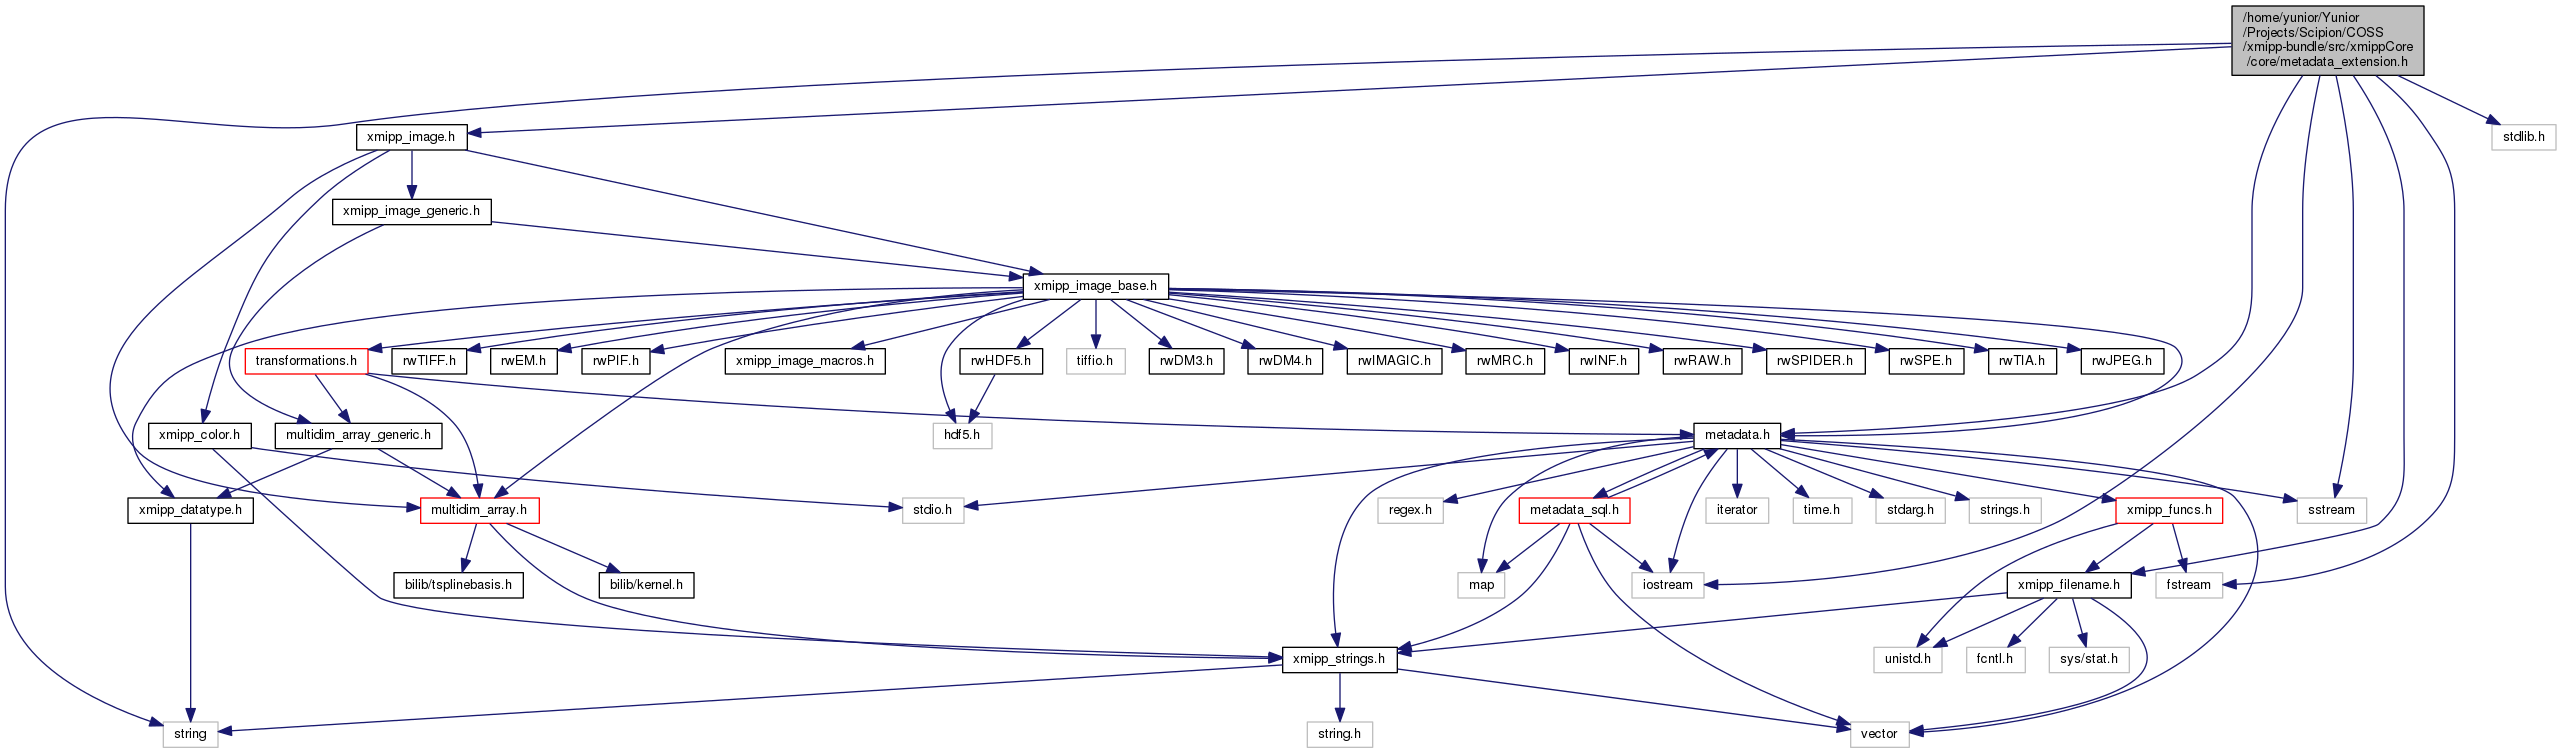 /home/yunior/Yunior
/Projects/Scipion/COSS
/xmipp-bundle/src/xmippCore
/core/metadata_extension.h
xmipp_image.h
stdlib.h
xmipp_image_generic.h
xmipp_image_base.h
transformations.h
rwTIFF.h
rwEM.h
rwPIF.h
xmipp_image_macros.h
rwHDF5.h
tiffio.h
rwDM3.h
rwDM4.h
rwIMAGIC.h
rwMRC.h
rwINF.h
rwRAW.h
rwSPIDER.h
rwSPE.h
rwTIA.h
rwJPEG.h
xmipp_color.h
multidim_array_generic.h
hdf5.h
metadata.h
xmipp_datatype.h
multidim_array.h
stdio.h
regex.h
metadata_sql.h
iterator
time.h
stdarg.h
strings.h
xmipp_funcs.h
sstream
bilib/tsplinebasis.h
bilib/kernel.h
map
iostream
xmipp_filename.h
fstream
xmipp_strings.h
unistd.h
fcntl.h
sys/stat.h
string
string.h
vector